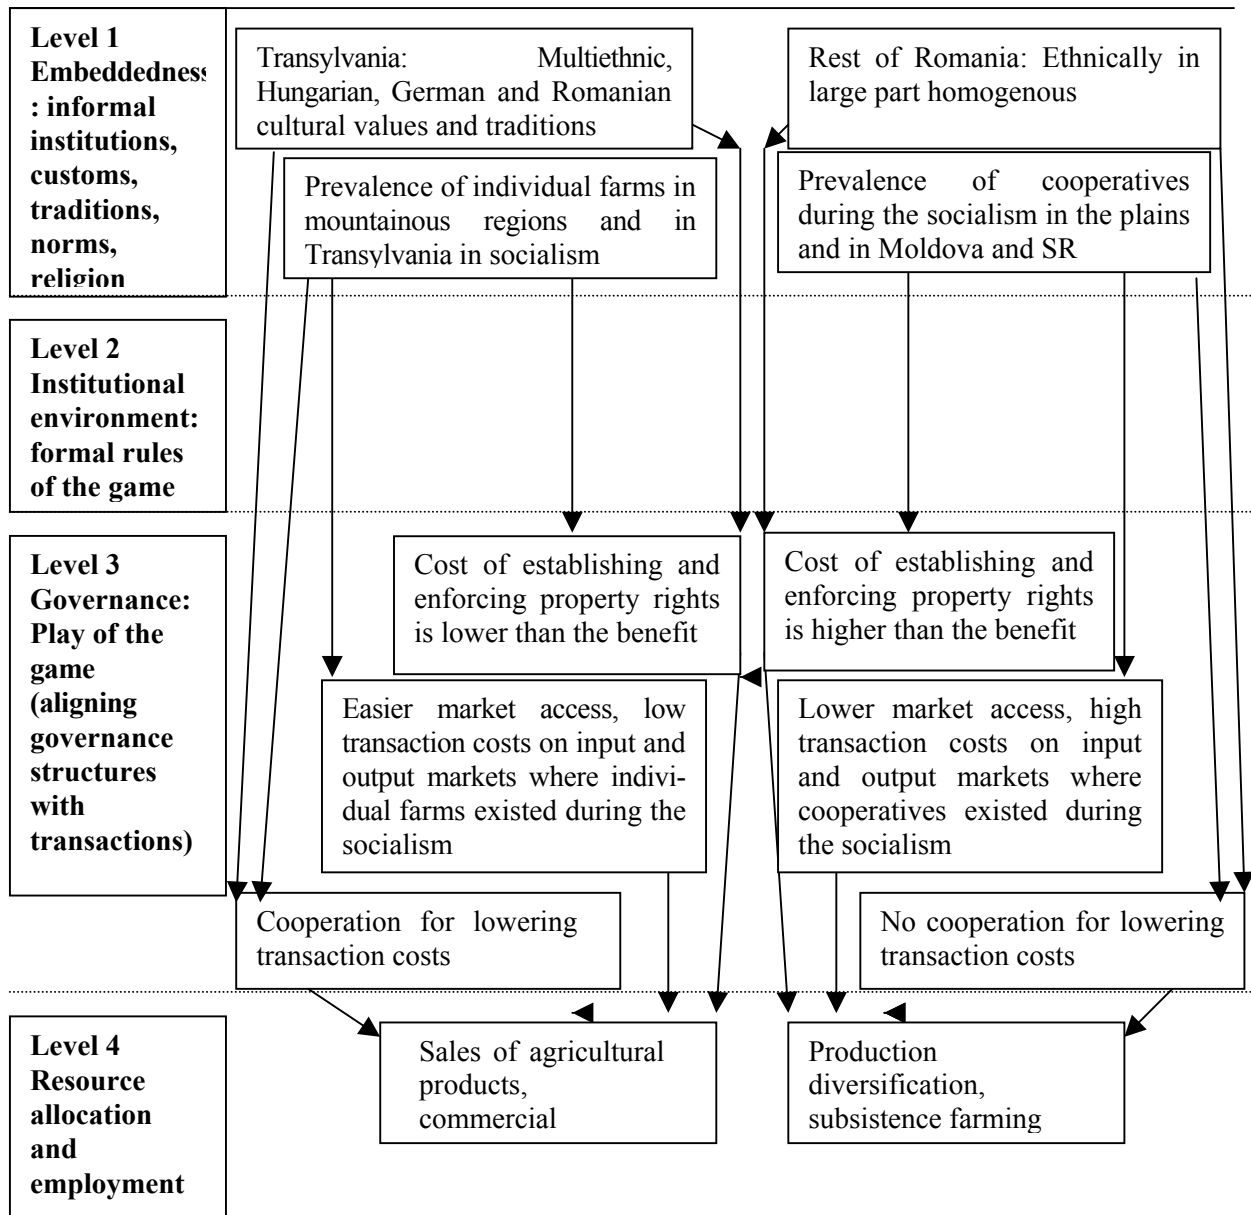 Level 1
Embeddedness
: informal
institutions,
customs,
traditions,
norms,
religion
Transylvania: Multiethnic,
Hungarian, German and Romanian
cultural values and traditions
Rest of Romania: Ethnically in
large part homogenous
Prevalence of individual farms in
mountainous regions and in
Transylvania in socialism
Prevalence of cooperatives
during the socialism in the plains
and in Moldova and SR
Level 2
Institutional
environment:
formal rules
of the game
Level 3
Governance:
Play of the
game
(aligning
governance
structures
with
transactions)
Cost of establishing and
enforcing property rights
is lower than the benefit
Cost of establishing and
enforcing property rights
is higher than the benefit
Easier market access, low
transaction costs on input and
output markets where indivi-
dual farms existed during the
socialism
Lower market access, high
transaction costs on input
and output markets where
cooperatives existed during
the socialism
Cooperation for lowering
transaction costs
No cooperation for lowering
transaction costs
Level 4
Resource
allocation
and
employment
Sales of agricultural
products,
commercial
Production
diversification,
subsistence farming